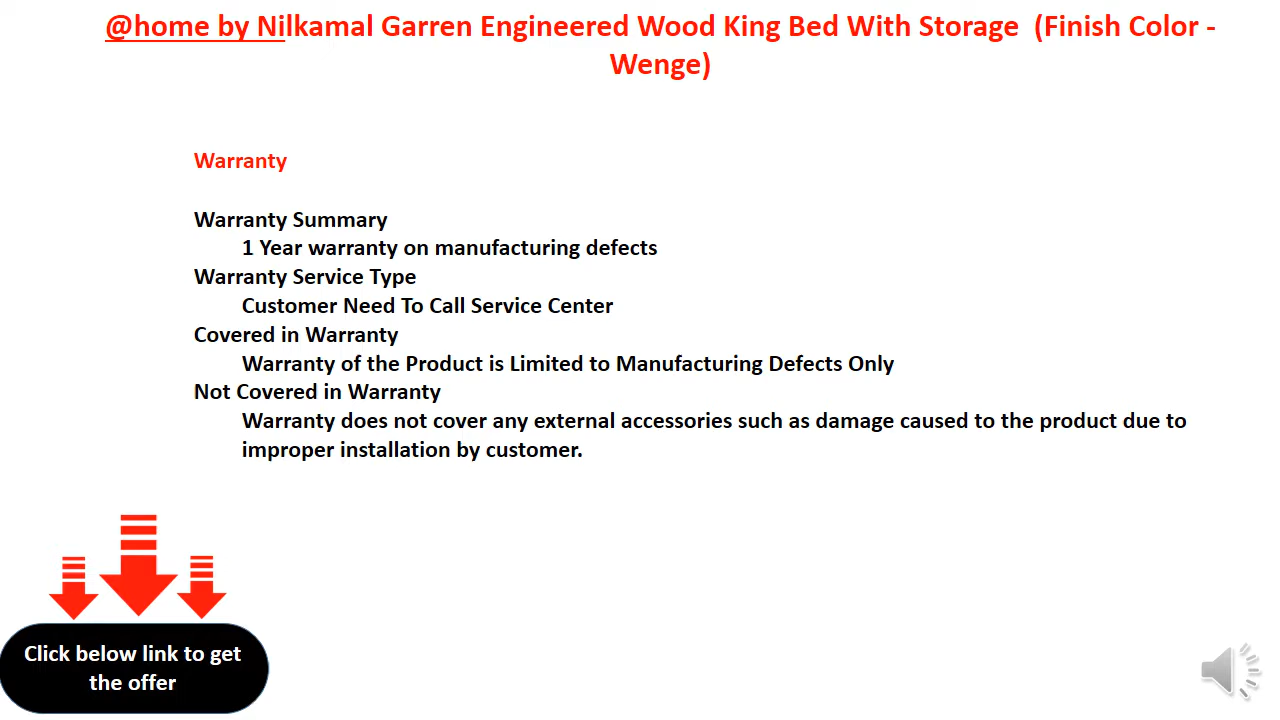 @home by Nilkamal Garren Engineered Wood King Bed With Storage (Finish Color -
Wenge)
Warranty
Warranty Summary
1 Year warranty on manufacturing defects
Warranty Service Type
Customer Need To Call Service Center
Covered in Warranty
Warranty of the Product is Limited to Manufacturing Defects Only
Not Covered in Warranty
Warranty does not cover any external accessories such as damage caused to the product due to
improper installation by customer.
Click below link to get
the offer